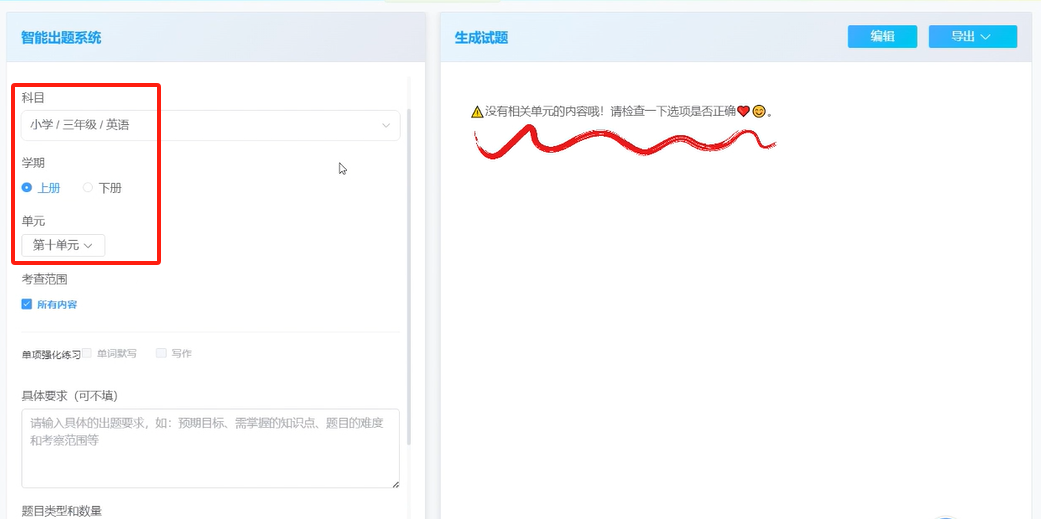 智能出题系统
科目
小学 / 三年级 / 英语
学期
上册 下册
单元
第十单元
考查范围
所有内容
单项强化练习 单词默写 写作
具体要求（可不填）
请输入具体的出题要求，如：预期目标、需掌握的知识点、题目的难度
和考察范围等
题目类型和数量
生成试题
编辑 导出
⚠没有相关单元的内容哦！请检查一下选项是否正确❤😊。